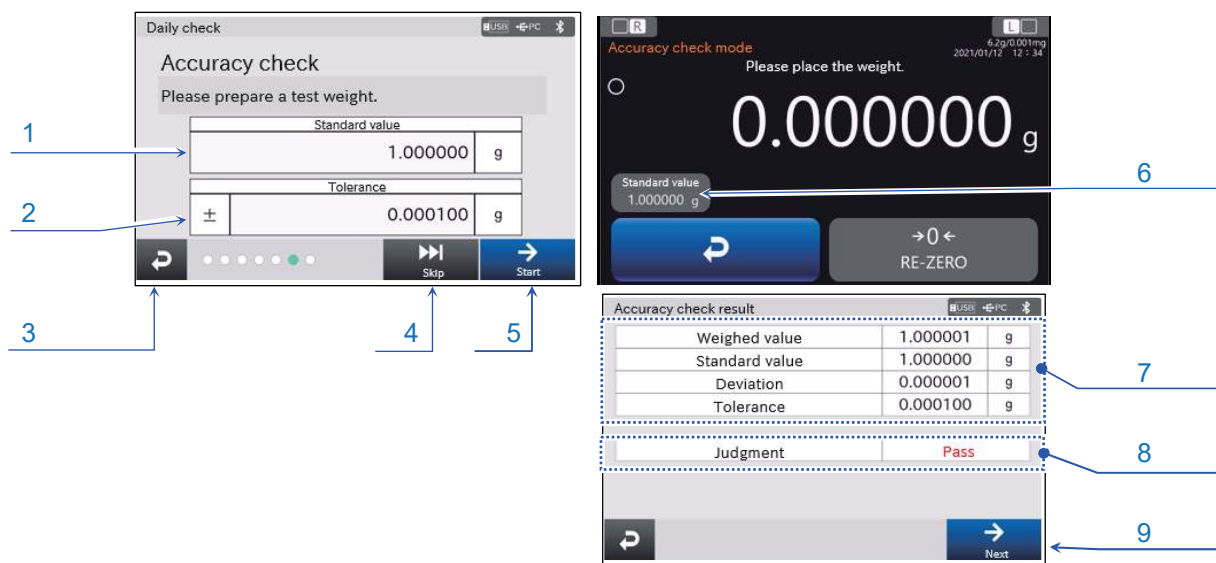 Daily check
USB PC
Accuracy check
Please prepare a test weight.
Standard value
1.000000 g
Tolerance
± 0.000100 g
Skip
Start
1
2
3
4
5
R
L
Accuracy check mode
6.2g/0.001mg
2021/01/12 12:34
Please place the weight.
0.000000 g
Standard value
1.000000 g
→0←
RE-ZERO
6
Accuracy check result
USB PC
Weighed value 1.000001 g
Standard value 1.000000 g
Deviation 0.000001 g
Tolerance 0.000100 g
Judgment Pass
Next
7
8
9